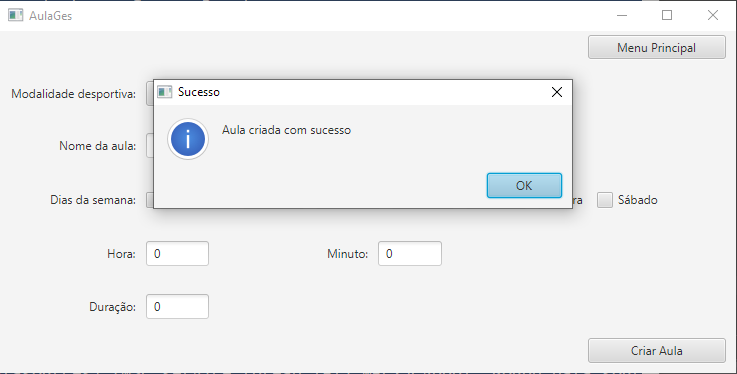 AulaGes
Menu Principal
Modalidade desportiva:
Sucesso
Aula criada com sucesso
OK
Nome da aula:
Dias da semana:
Sábado
Hora: 0
Minuto: 0
Duração: 0
Criar Aula